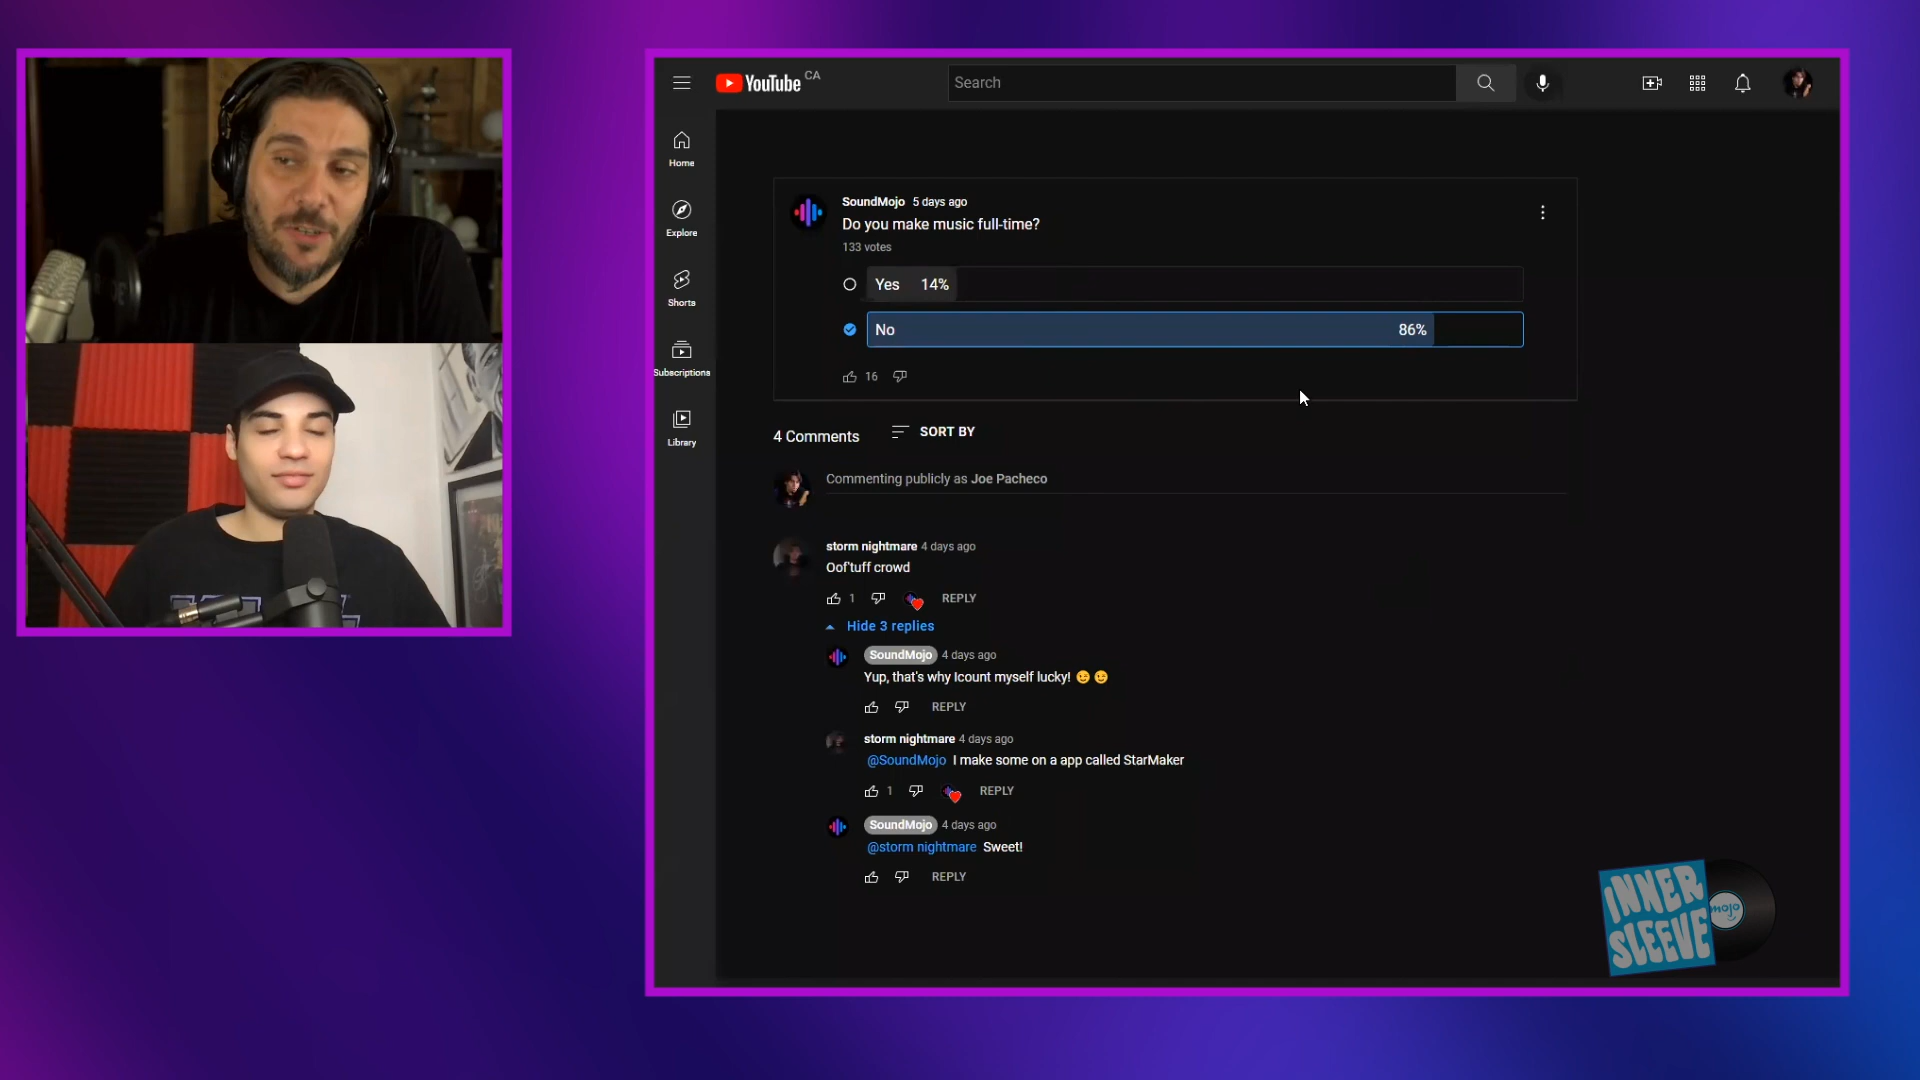 YouTube CA
Search
Home
Explore
Shorts
Subscriptions
Library
SoundMojo 5 days ago
Do you make music full-time?
133 votes
Yes 14%
No 86%
16
4 Comments SORT BY
Commenting publicly as Joe Pacheco
storm nightmare 4 days ago
Oof'tuff crowd
1 REPLY
Hide 3 replies
SoundMojo 4 days ago
Yup, that's why Icount myself lucky! 😉 😉
REPLY
storm nightmare 4 days ago
@SoundMojo I make some on a app called StarMaker
1 REPLY
SoundMojo 4 days ago
@storm nightmare Sweet!
REPLY
INNER
SLEEVE
mojo